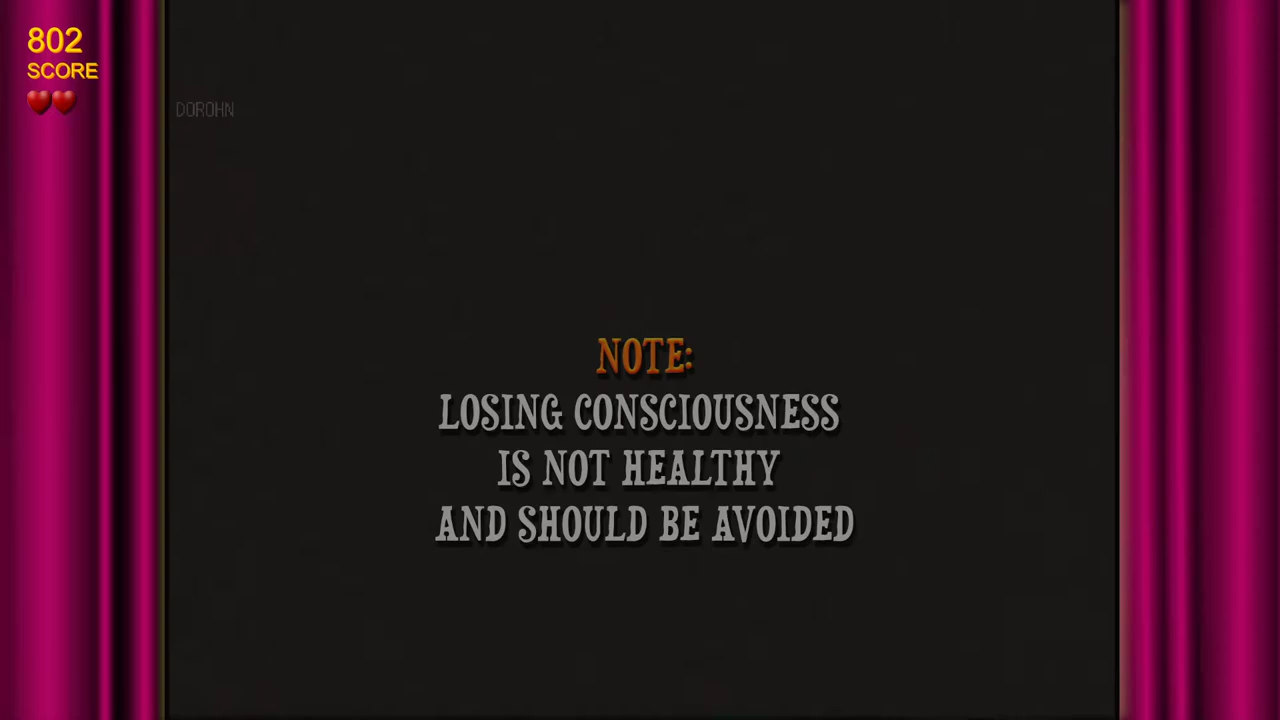 802
SCORE
DOROHN
NOTE:
LOSING CONSCIOUSNESS
IS NOT HEALTHY
AND SHOULD BE AVOIDED